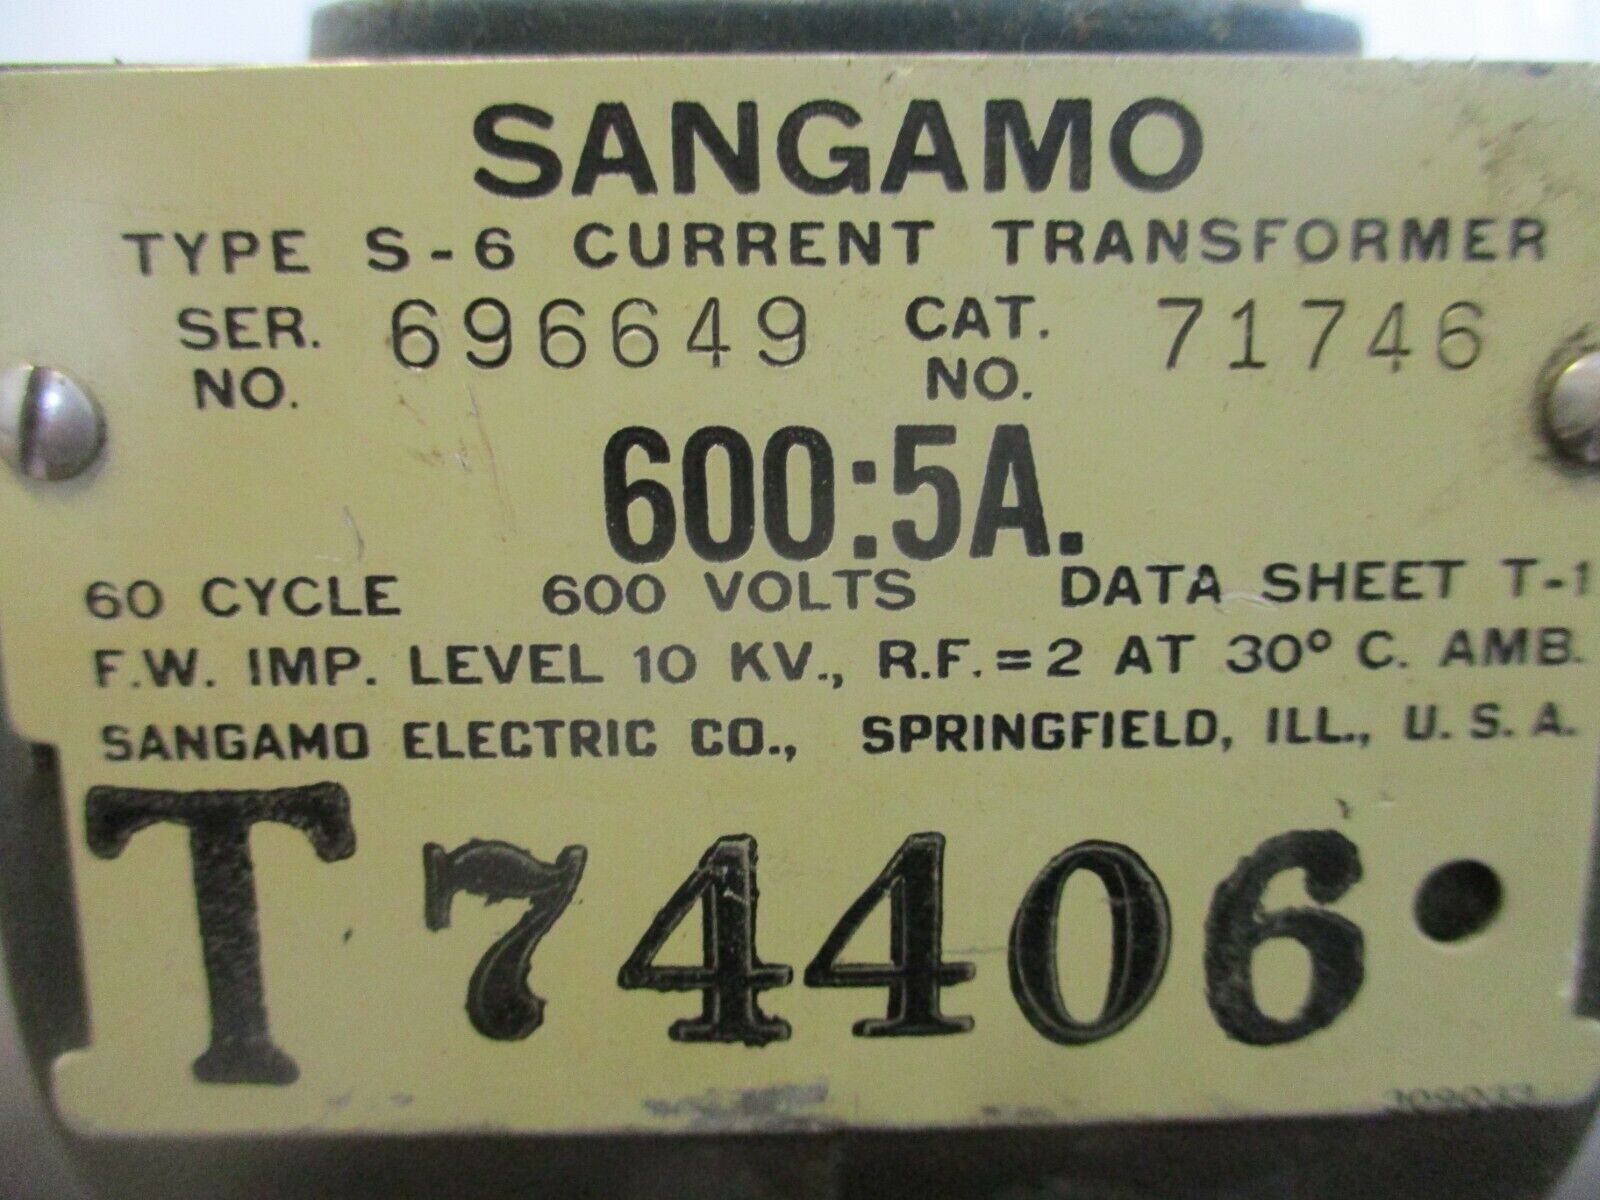 SANGAMO
TYPE S-6 CURRENT TRANSFORMER
SER. NO. 696649 CAT. NO. 71746
600:5A.
60 CYCLE 600 VOLTS DATA SHEET T-1
F.W. IMP. LEVEL 10 KV., R.F.=2 AT 30° C. AMB.
SANGAMO ELECTRIC CO., SPRINGFIELD, ILL., U.S.A.
T74406